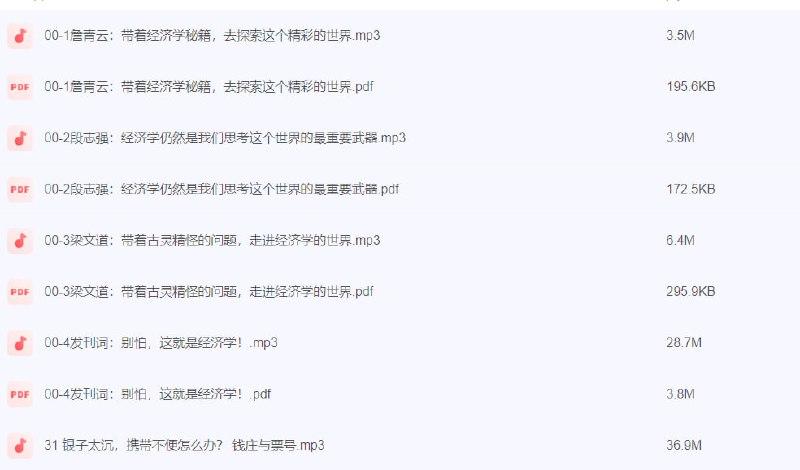 00-1詹青云：带着经济学秘籍，去探索这个精彩的世界.mp3 3.5M
PDF 00-1詹青云：带着经济学秘籍，去探索这个精彩的世界.pdf 195.6KB
00-2段志强：经济学仍然是我们思考这个世界的最重要武器.mp3 3.9M
PDF 00-2段志强：经济学仍然是我们思考这个世界的最重要武器.pdf 172.5KB
00-3梁文道：带着古灵精怪的问题，走进经济学的世界.mp3 6.4M
PDF 00-3梁文道：带着古灵精怪的问题，走进经济学的世界.pdf 295.9KB
00-4发刊词：别怕，这就是经济学！.mp3 28.7M
PDF 00-4发刊词：别怕，这就是经济学！.pdf 3.8M
31 银子太沉，携带不便怎么办？ 钱庄与票号.mp3 36.9M